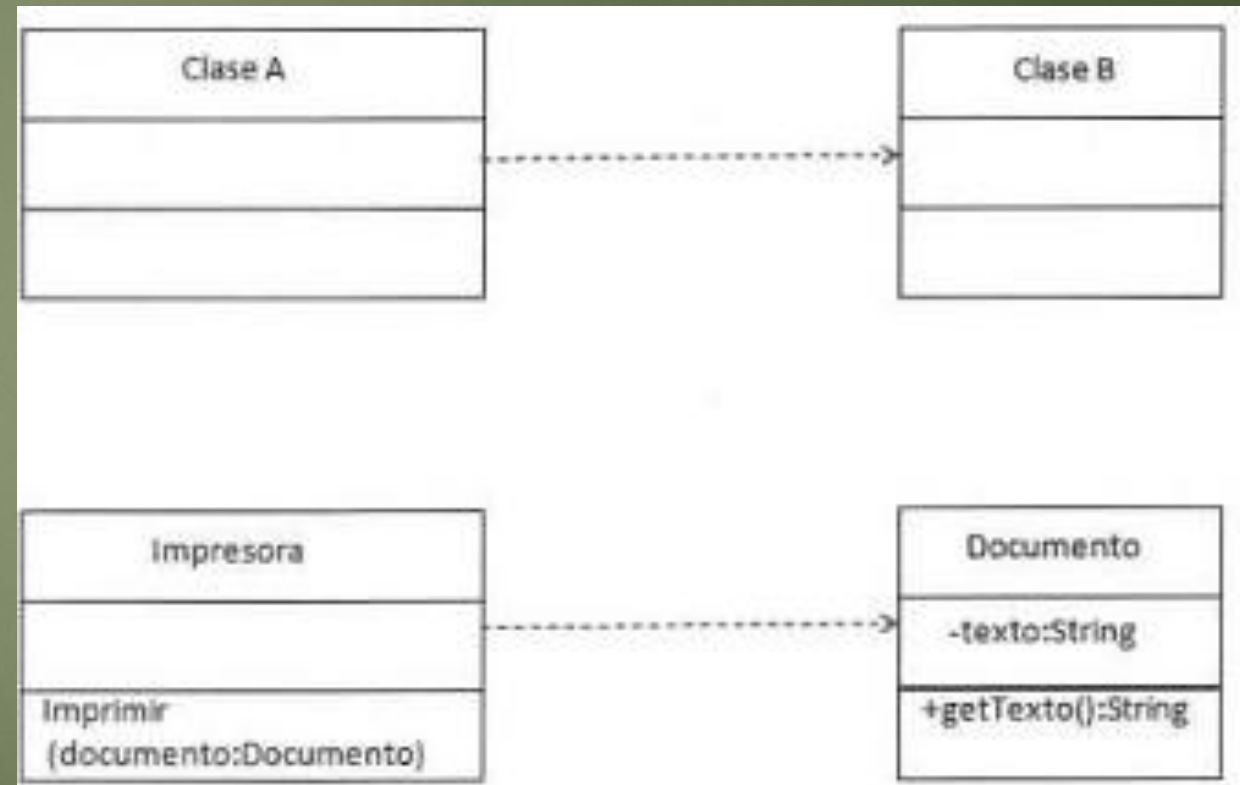 Clase A
Clase B
Impresora
Documento
-texto:String
Imprimir
(documento:Documento)
+getTexto():String